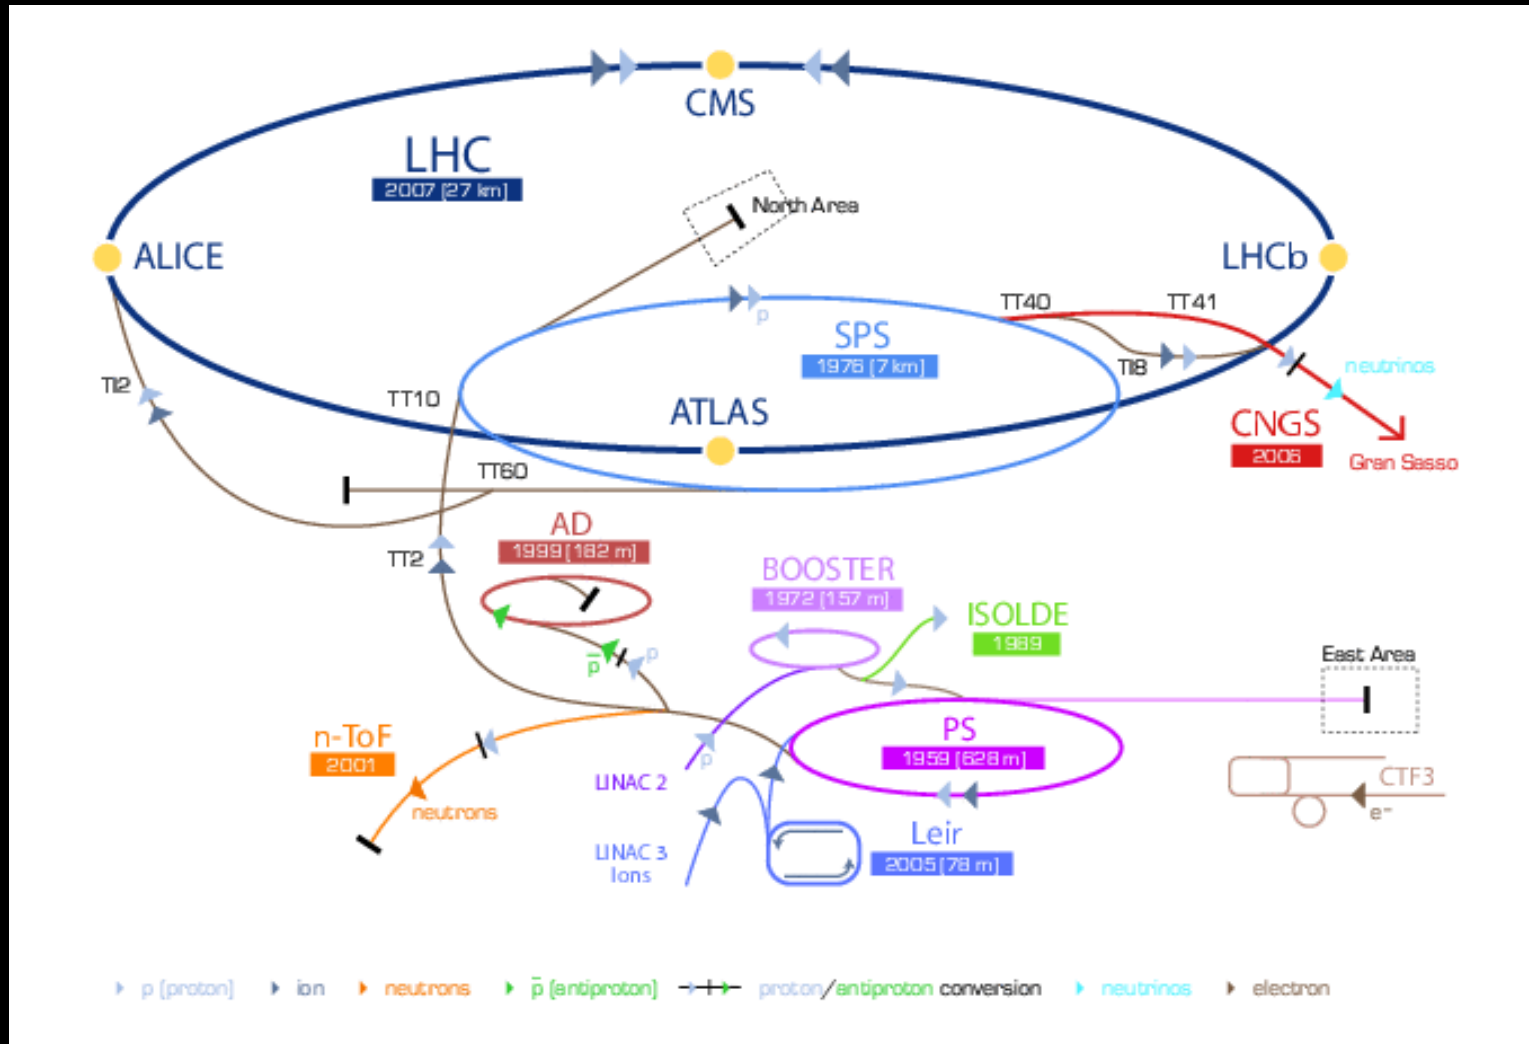 CMS
LHC
2007 [27 km]
North Area
ALICE
LHCb
TT40
TT41
SPS
1976 [7 km]
p
TI8
neutrinos
TI2
TT10
ATLAS
CNGS
2006
Gran Sasso
TT60
AD
1999 [182 m]
TT2
BOOSTER
1972 [157 m]
ISOLDE
1989
p̅
p
East Area
n-ToF
2001
PS
1959 [628 m]
p
LINAC 2
neutrons
CTF3
e-
Leir
2005 [78 m]
LINAC 3
Ions
p [proton]
ion
neutrons
p̅ [antiproton]
proton/antiproton conversion
neutrinos
electron